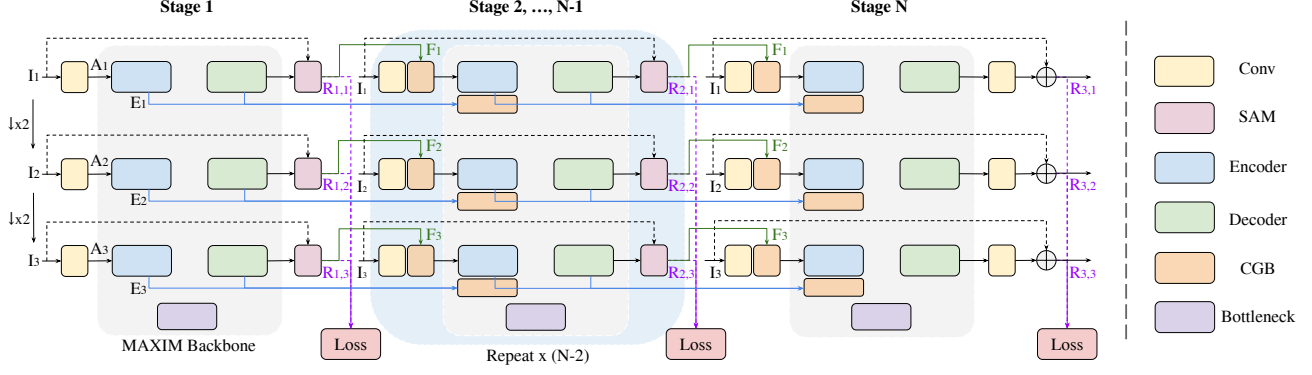 Stage 1
Stage 2, …, N-1
Stage N
I1
A1
E1
R1,1
F1
I1
R2,1
F1
I1
R3,1
↓x2
I2
A2
E2
R1,2
F2
I2
R2,2
F2
I2
R3,2
↓x2
I3
A3
E3
R1,3
F3
I3
R2,3
F3
I3
R3,3
MAXIM Backbone
Loss
Repeat x (N-2)
Loss
Loss
Conv
SAM
Encoder
Decoder
CGB
Bottleneck